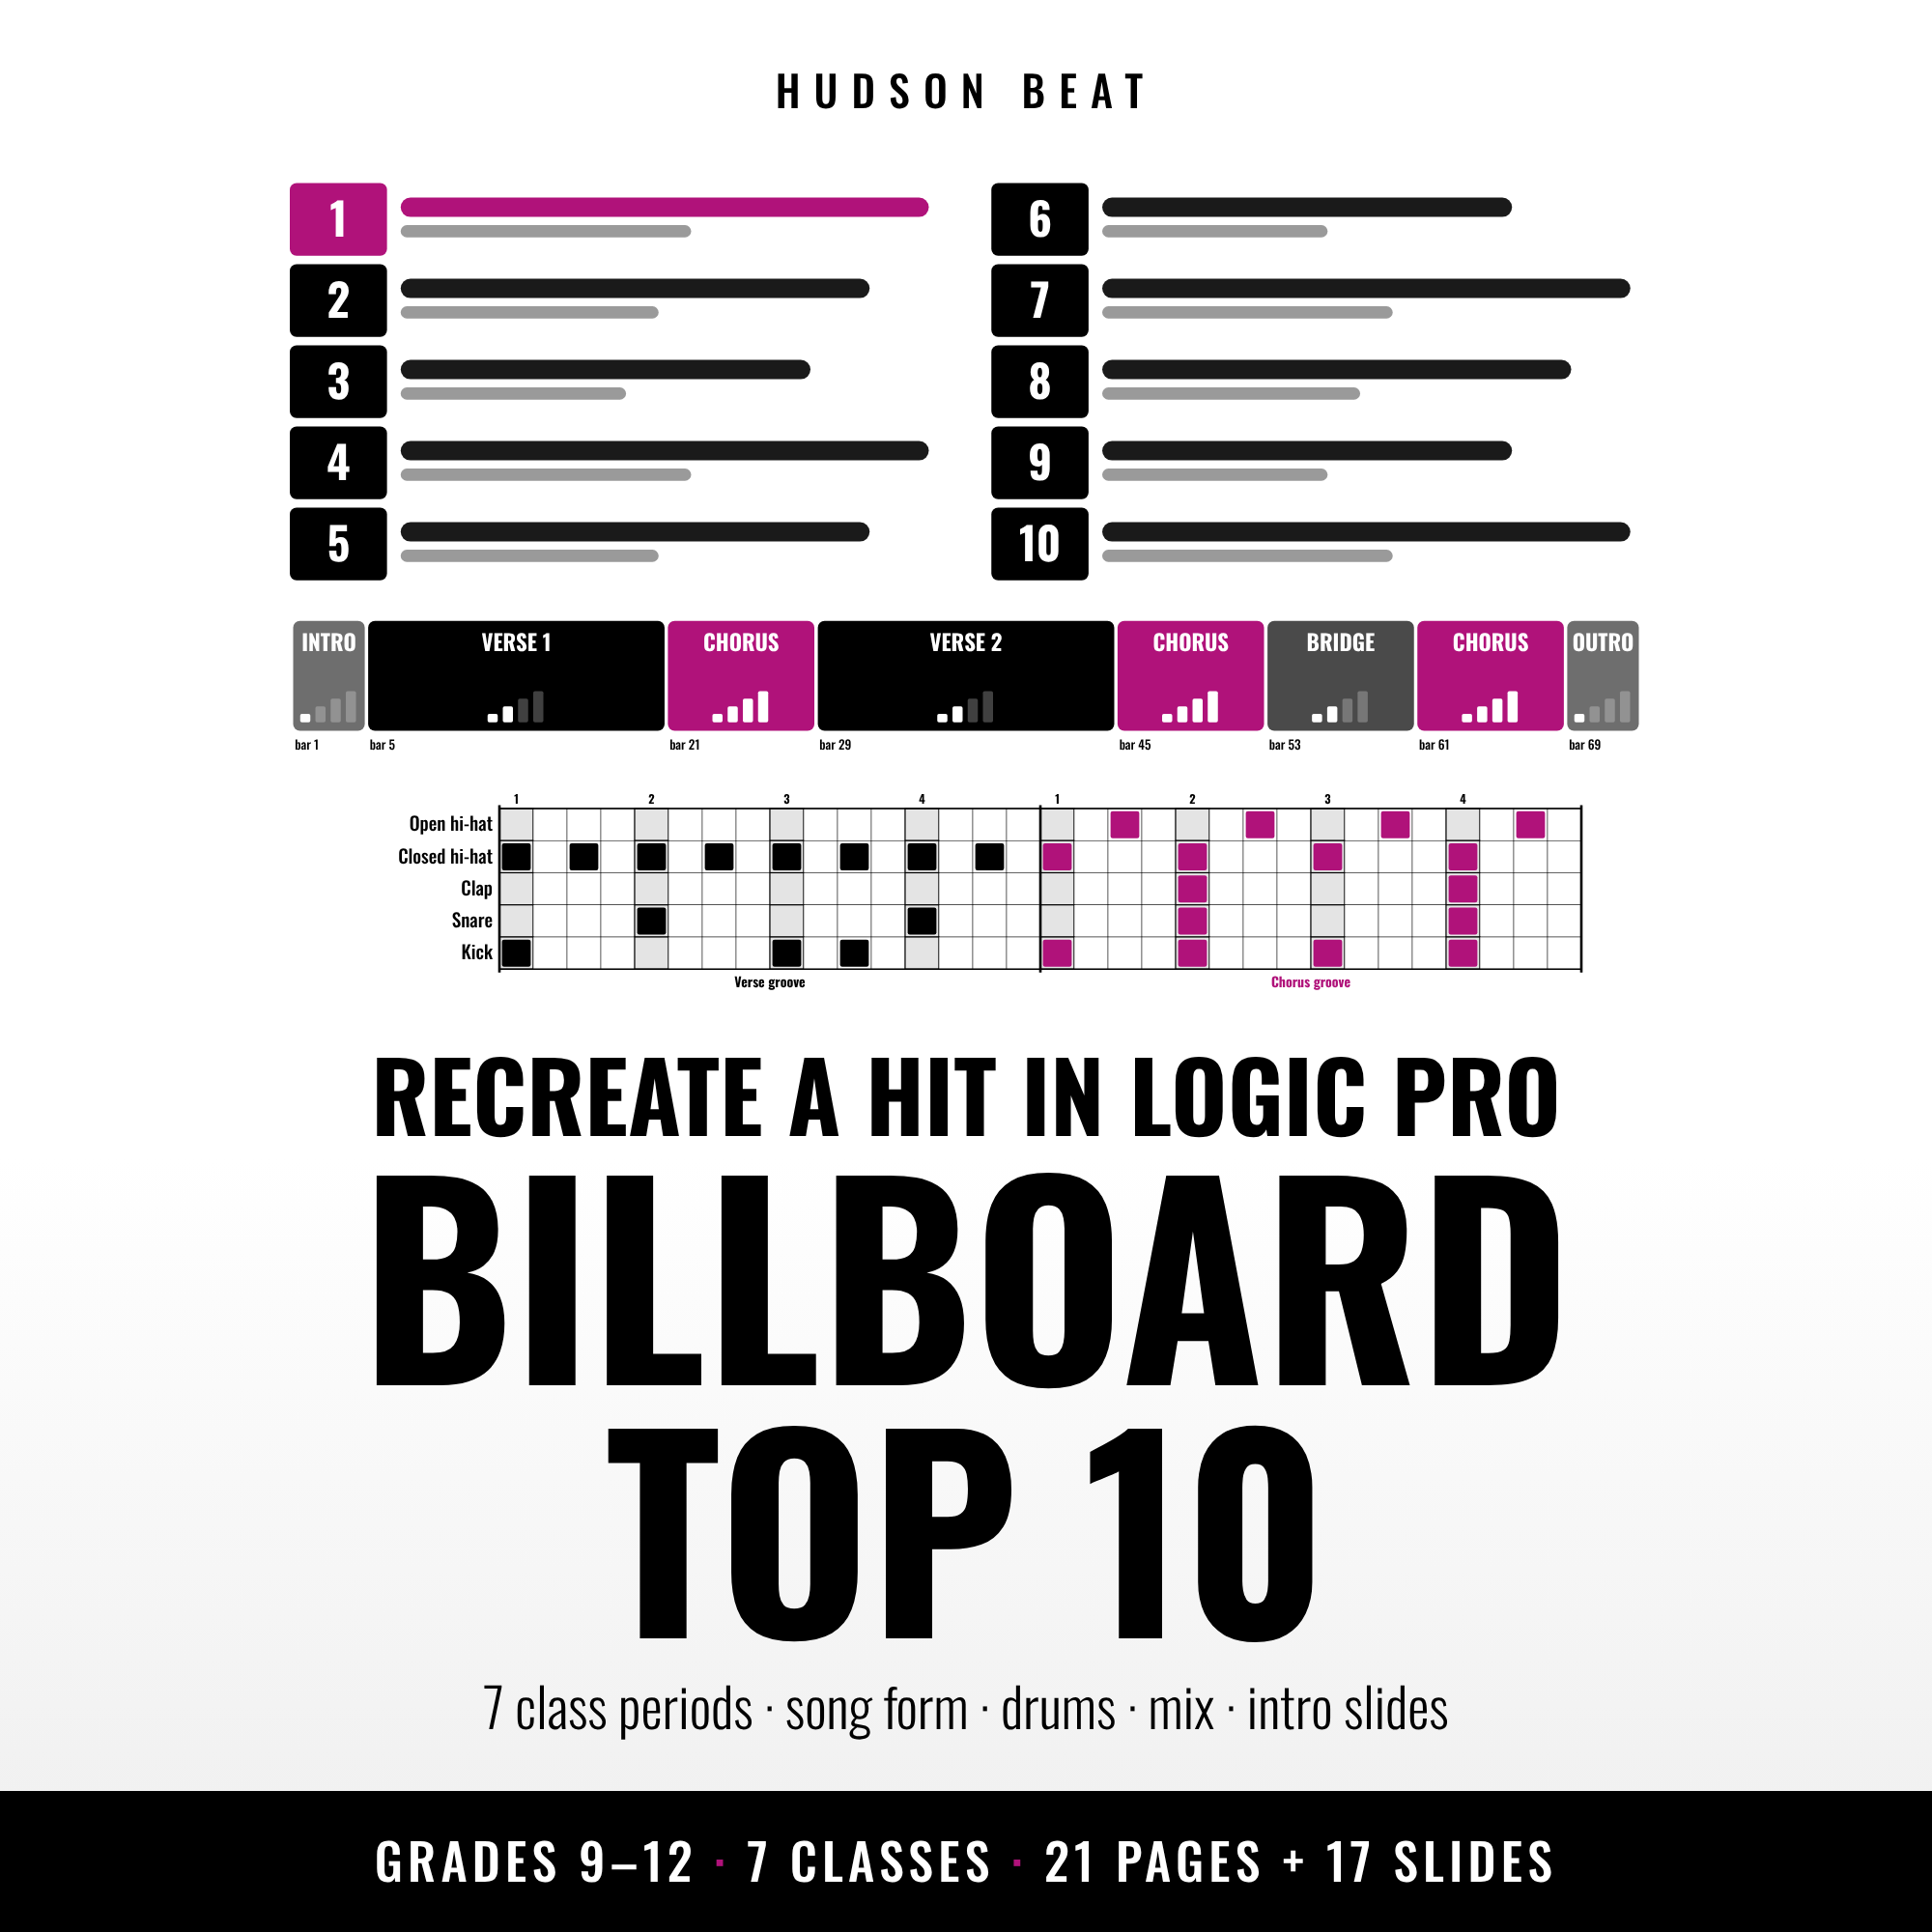 HUDSON BEAT
1
2
3
4
5
6
7
8
9
10
INTRO
VERSE 1
CHORUS
VERSE 2
CHORUS
BRIDGE
CHORUS
OUTRO
bar 1
bar 5
bar 21
bar 29
bar 45
bar 53
bar 61
bar 69
1 2 3 4 1 2 3 4
Open hi-hat
Closed hi-hat
Clap
Snare
Kick
Verse groove
Chorus groove
RECREATE A HIT IN LOGIC PRO
BILLBOARD
TOP 10
7 class periods · song form · drums · mix · intro slides
GRADES 9–12 · 7 CLASSES · 21 PAGES + 17 SLIDES